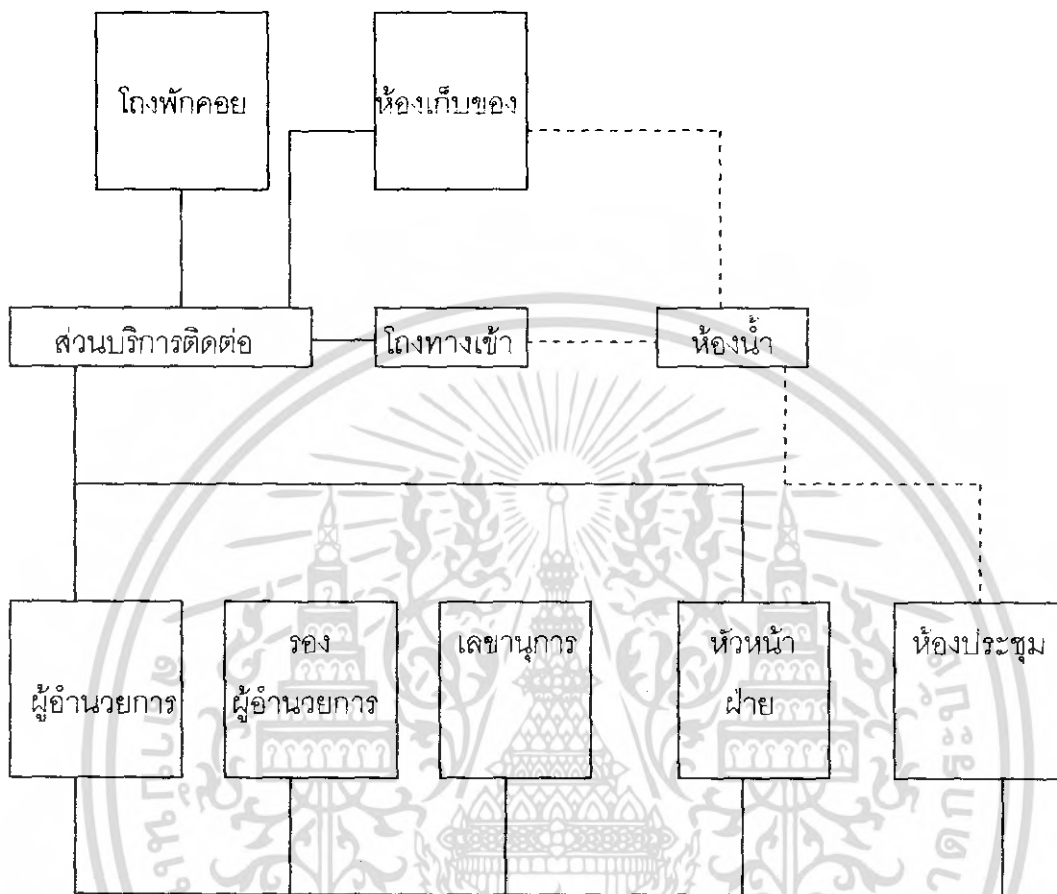 โถงพักคอย
ห้องเก็บของ
ส่วนบริการติดต่อ
โถงทางเข้า
ห้องน้ำ
ผู้อำนวยการ
รอง
ผู้อำนวยการ
เลขานุการ
หัวหน้า
ฝ่าย
ห้องประชุม